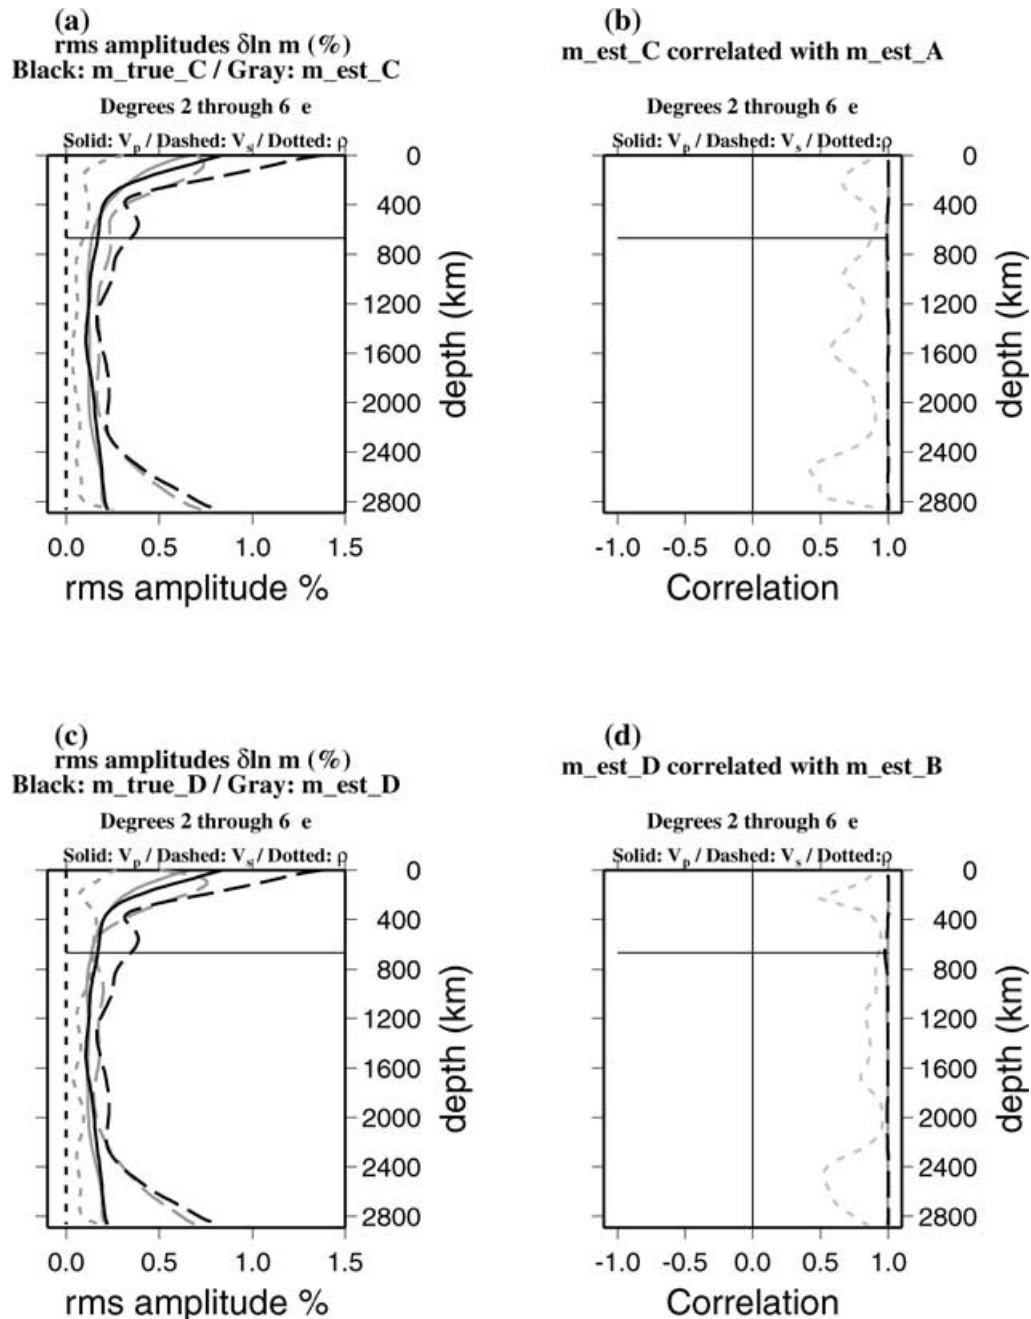 (a)
rms amplitudes δln m (%)
Black: m_true_C / Gray: m_est_C
Degrees 2 through 6 e
Solid: Vp / Dashed: Vs / Dotted: ρ
0
400
800
1200
1600
2000
2400
2800
depth (km)
0.0 0.5 1.0 1.5
rms amplitude %
(b)
m_est_C correlated with m_est_A
Degrees 2 through 6 e
Solid: Vp / Dashed: Vs / Dotted:ρ
0
400
800
1200
1600
2000
2400
2800
depth (km)
-1.0 -0.5 0.0 0.5 1.0
Correlation
(c)
rms amplitudes δln m (%)
Black: m_true_D / Gray: m_est_D
Degrees 2 through 6 e
Solid: Vp / Dashed: Vs / Dotted: ρ
0
400
800
1200
1600
2000
2400
2800
depth (km)
0.0 0.5 1.0 1.5
rms amplitude %
(d)
m_est_D correlated with m_est_B
Degrees 2 through 6 e
Solid: Vp / Dashed: Vs / Dotted:ρ
0
400
800
1200
1600
2000
2400
2800
depth (km)
-1.0 -0.5 0.0 0.5 1.0
Correlation